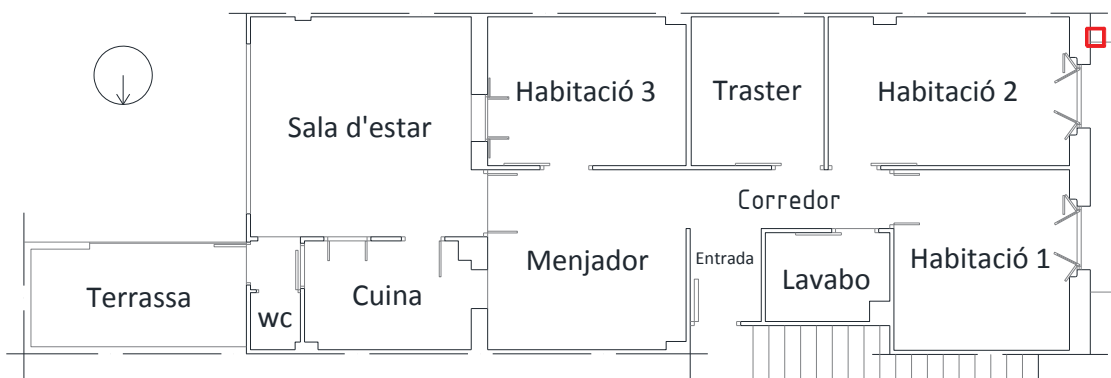 Habitació 3
Traster
Habitació 2
Sala d'estar
Corredor
Menjador
Entrada
Lavabo
Habitació 1
Terrassa
wc
Cuina